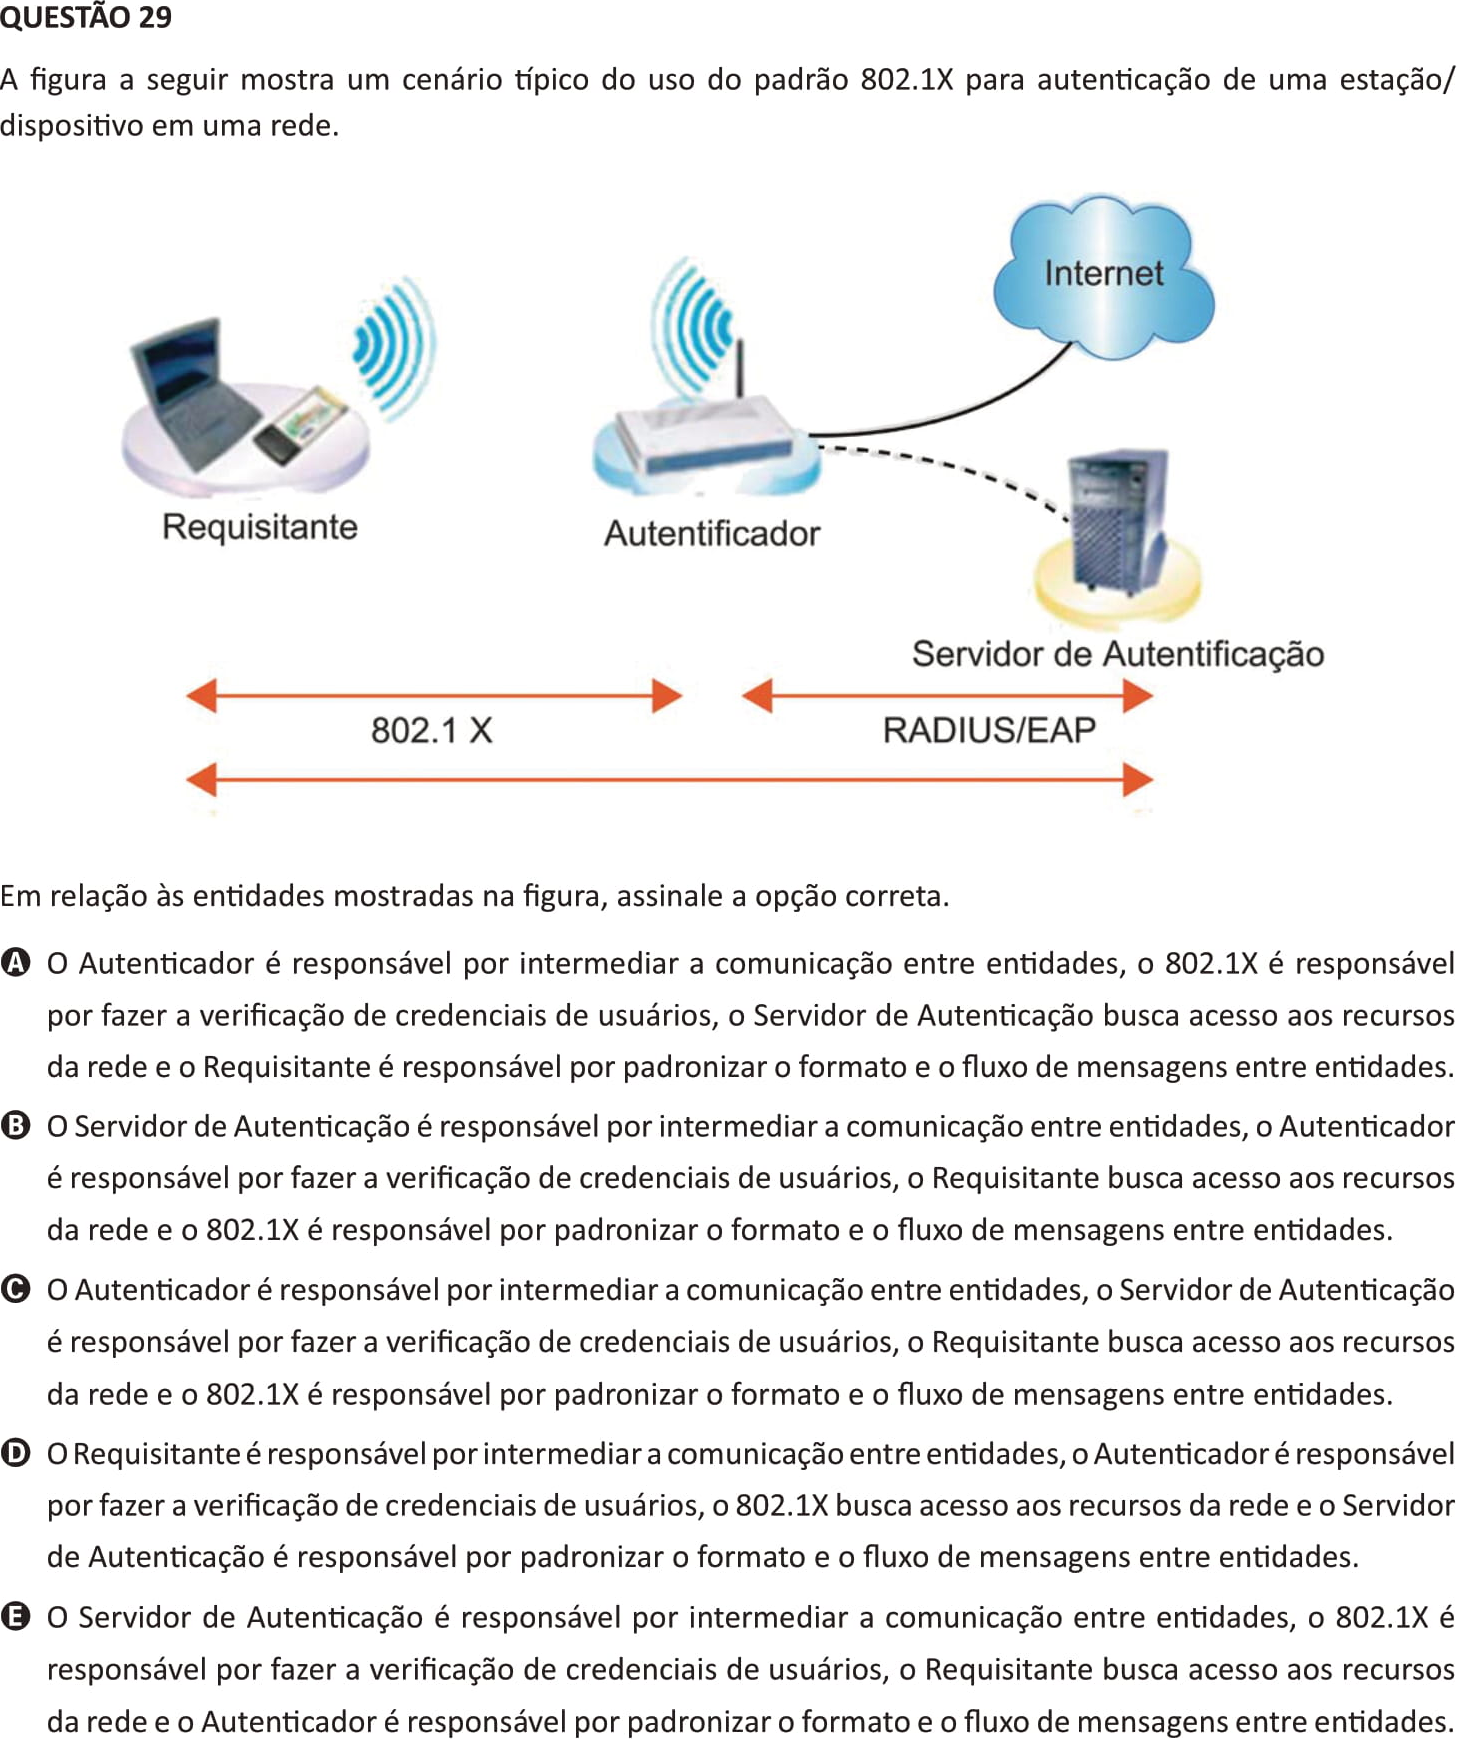 QUESTÃO 29
A figura a seguir mostra um cenário típico do uso do padrão 802.1X para autenticação de uma estação/
dispositivo em uma rede.
Internet
Requisitante
Autentificador
Servidor de Autentificação
802.1 X
RADIUS/EAP
Em relação às entidades mostradas na figura, assinale a opção correta.
A O Autenticador é responsável por intermediar a comunicação entre entidades, o 802.1X é responsável
por fazer a verificação de credenciais de usuários, o Servidor de Autenticação busca acesso aos recursos
da rede e o Requisitante é responsável por padronizar o formato e o fluxo de mensagens entre entidades.
B O Servidor de Autenticação é responsável por intermediar a comunicação entre entidades, o Autenticador
é responsável por fazer a verificação de credenciais de usuários, o Requisitante busca acesso aos recursos
da rede e o 802.1X é responsável por padronizar o formato e o fluxo de mensagens entre entidades.
C O Autenticador é responsável por intermediar a comunicação entre entidades, o Servidor de Autenticação
é responsável por fazer a verificação de credenciais de usuários, o Requisitante busca acesso aos recursos
da rede e o 802.1X é responsável por padronizar o formato e o fluxo de mensagens entre entidades.
D O Requisitante é responsável por intermediar a comunicação entre entidades, o Autenticador é responsável
por fazer a verificação de credenciais de usuários, o 802.1X busca acesso aos recursos da rede e o Servidor
de Autenticação é responsável por padronizar o formato e o fluxo de mensagens entre entidades.
E O Servidor de Autenticação é responsável por intermediar a comunicação entre entidades, o 802.1X é
responsável por fazer a verificação de credenciais de usuários, o Requisitante busca acesso aos recursos
da rede e o Autenticador é responsável por padronizar o formato e o fluxo de mensagens entre entidades.